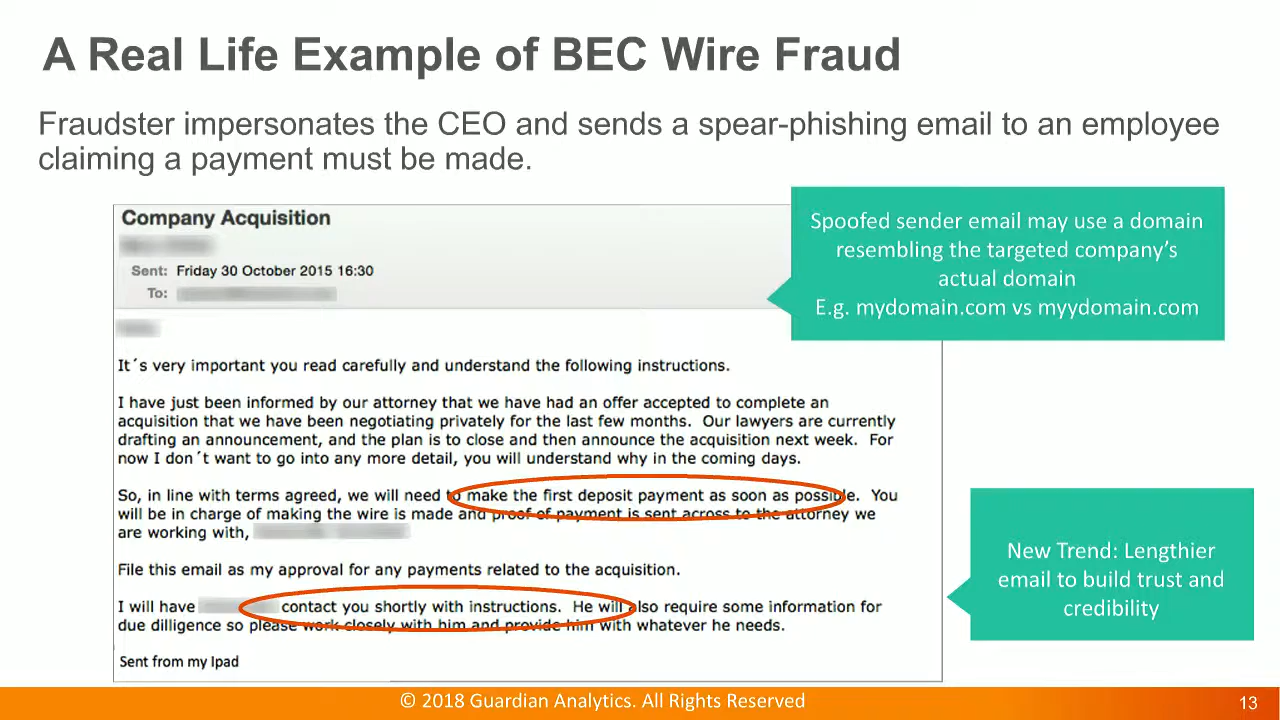 A Real Life Example of BEC Wire Fraud
Fraudster impersonates the CEO and sends a spear-phishing email to an employee
claiming a payment must be made.
Company Acquisition
Sent: Friday 30 October 2015 16:30
To:
It´s very important you read carefully and understand the following instructions.
I have just been informed by our attorney that we have had an offer accepted to complete an
acquisition that we have been negotiating privately for the last few months. Our lawyers are currently
drafting an announcement, and the plan is to close and then announce the acquisition next week. For
now I don´t want to go into any more detail, you will understand why in the coming days.
So, in line with terms agreed, we will need to make the first deposit payment as soon as possible. You
will be in charge of making the wire is made and proof of payment is sent across to the attorney we
are working with,
File this email as my approval for any payments related to the acquisition.
I will have contact you shortly with instructions. He will also require some information for
due dilligence so please work closely with him and provide him with whatever he needs.
Sent from my Ipad
Spoofed sender email may use a domain
resembling the targeted company’s
actual domain
E.g. mydomain.com vs myydomain.com
New Trend: Lengthier
email to build trust and
credibility
© 2018 Guardian Analytics. All Rights Reserved
13